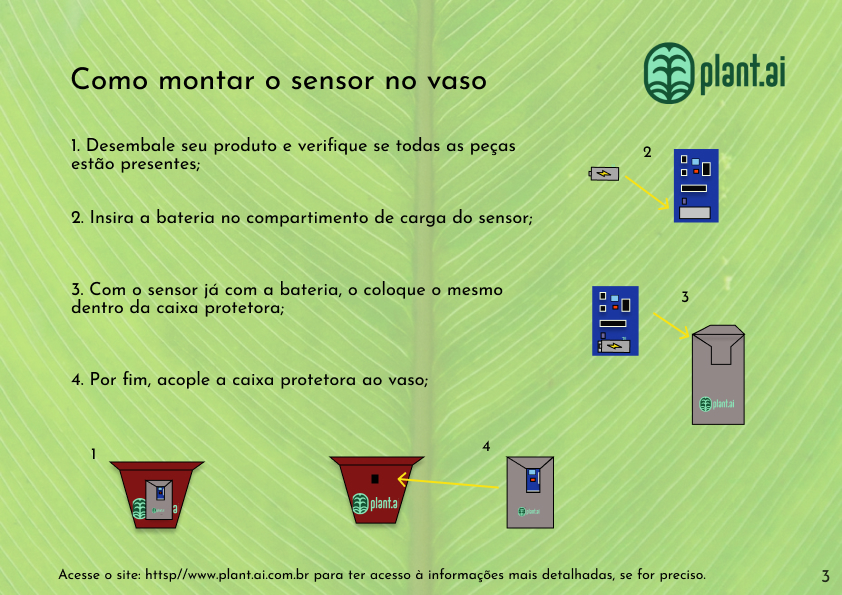 Como montar o sensor no vaso
plant.ai
1. Desembale seu produto e verifique se todas as peças
estão presentes;
2
2. Insira a bateria no compartimento de carga do sensor;
3. Com o sensor já com a bateria, o coloque o mesmo
dentro da caixa protetora;
3
4. Por fim, acople a caixa protetora ao vaso;
plant.ai
1
4
a
plant.a
plant.ai
Acesse o site: httsp//www.plant.ai.com.br para ter acesso à informações mais detalhadas, se for preciso.
3